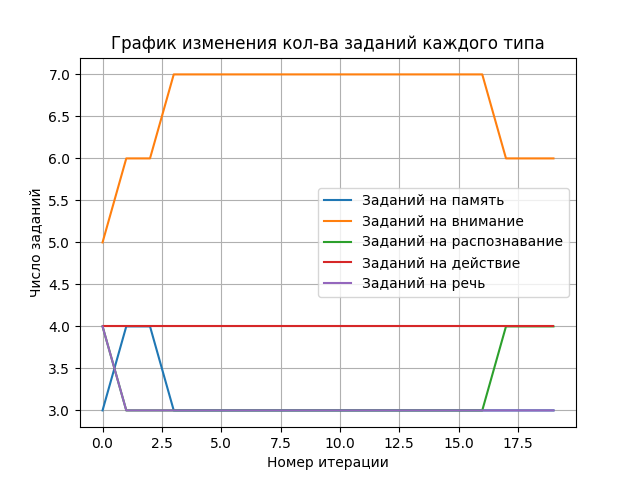 График изменения кол-ва заданий каждого типа
7.0
6.5
6.0
5.5
5.0
4.5
4.0
3.5
3.0
Число заданий
Заданий на память
Заданий на внимание
Заданий на распознавание
Заданий на действие
Заданий на речь
0.0 2.5 5.0 7.5 10.0 12.5 15.0 17.5
Номер итерации